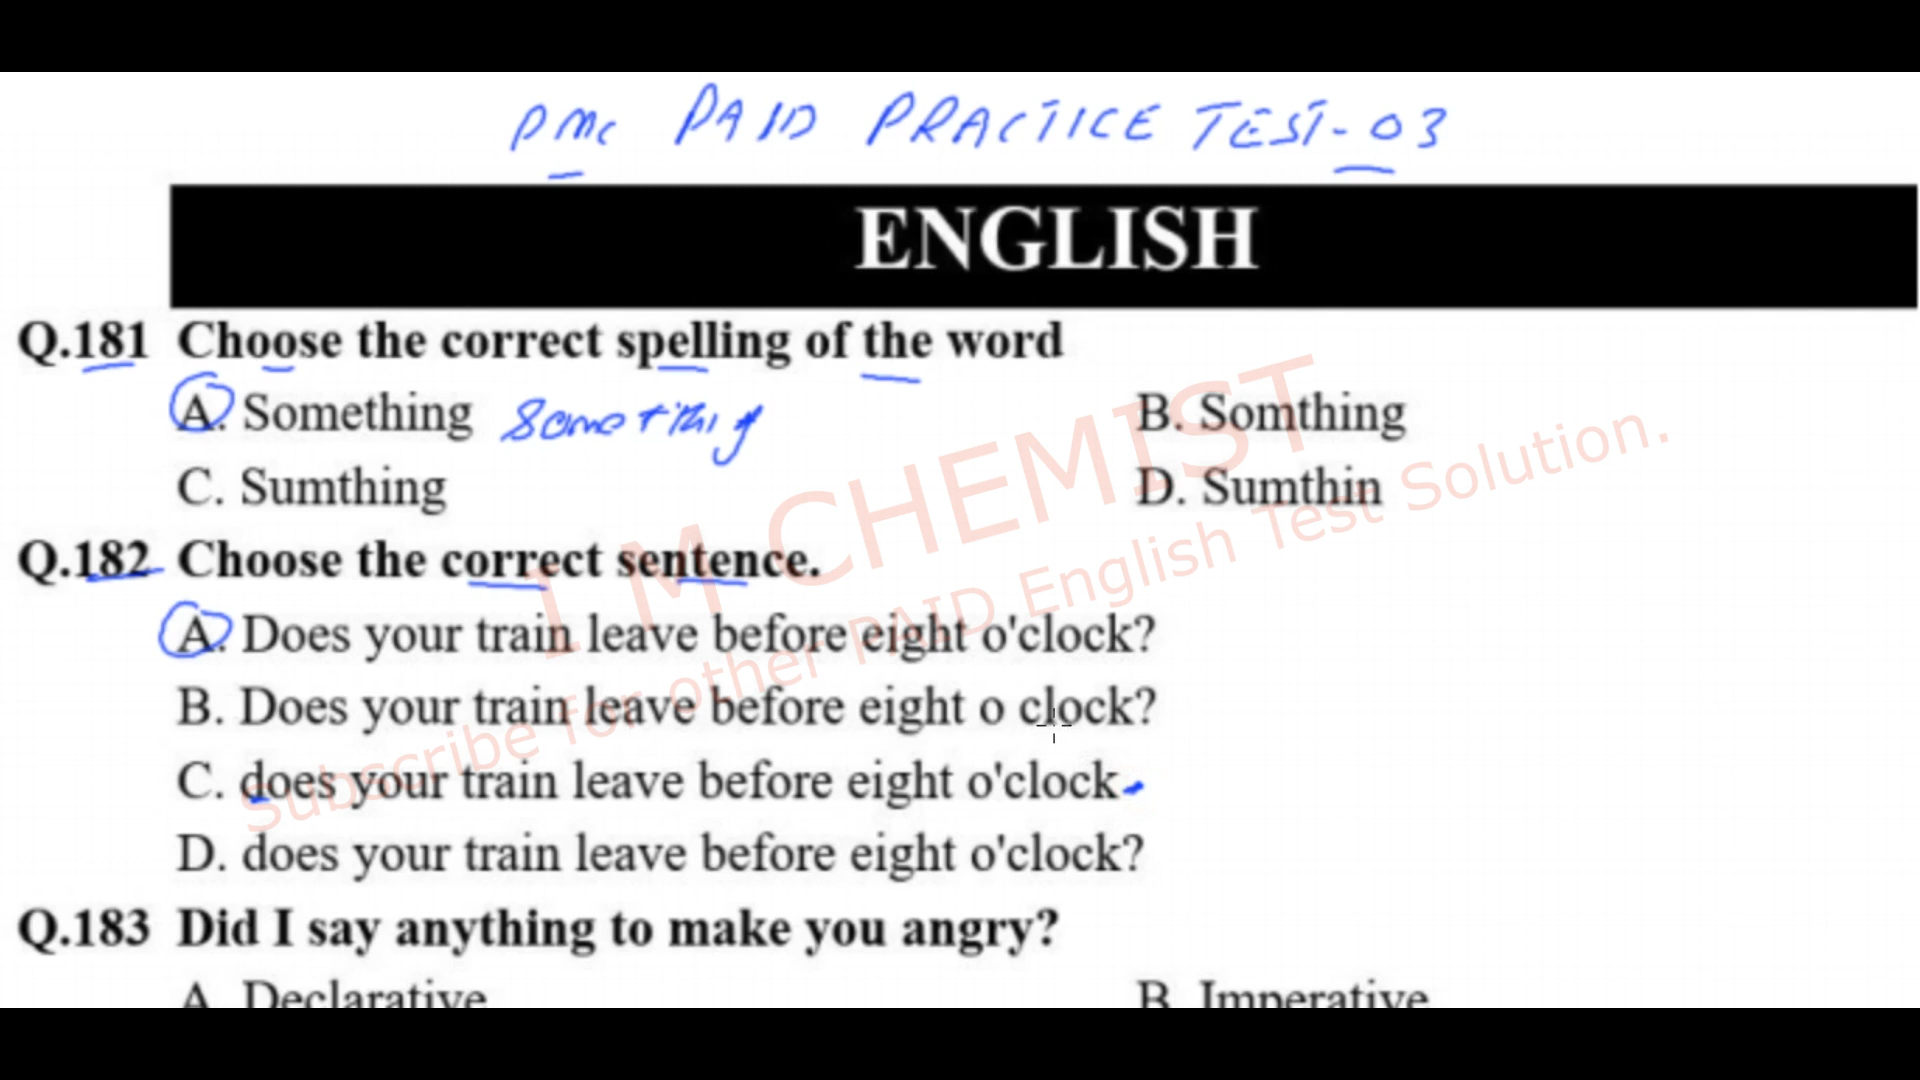 PMC PAID PRACTICE TEST-03
ENGLISH
Q.181 Choose the correct spelling of the word
A. Something Something B. Somthing
C. Sumthing D. Sumthin
Q.182 Choose the correct sentence.
A. Does your train leave before eight o'clock?
B. Does your train leave before eight o clock?
C. does your train leave before eight o'clock.
D. does your train leave before eight o'clock?
Q.183 Did I say anything to make you angry?
A. Declarative B. Imperative
I M CHEMIST
Subscribe for other PAID English Test Solution.